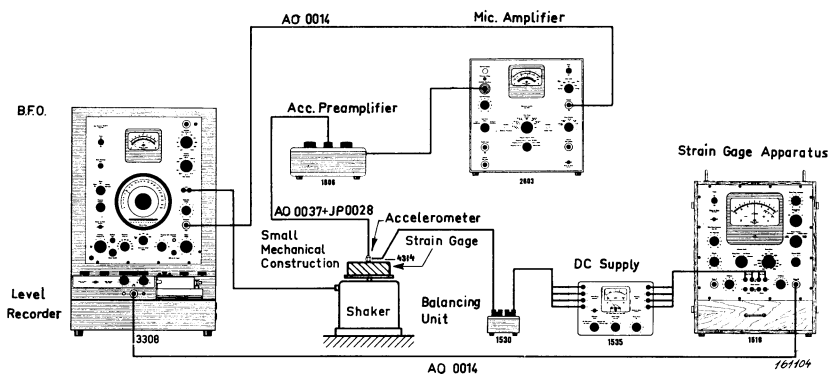 AO 0014
Mic. Amplifier
B.F.O.
Acc. Preamplifier
1606
2603
Strain Gage Apparatus
AO 0037+JP0028
Accelerometer
Small
Mechanical
Construction
4314
Strain Gage
DC Supply
Level
Recorder
Shaker
Balancing
Unit
3308
1530
1535
AO 0014
161104